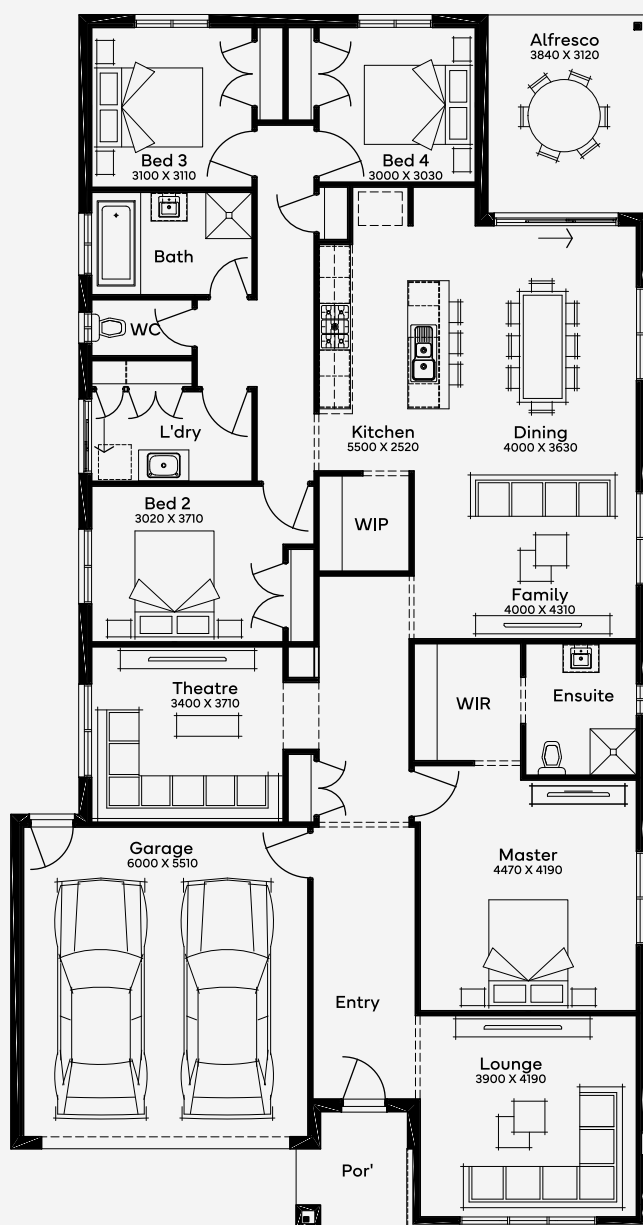 Alfresco
3840 X 3120
Bed 3
3100 X 3110
Bed 4
3000 X 3030
Bath
WC
L'dry
Kitchen
5500 X 2520
Dining
4000 X 3630
Bed 2
3020 X 3710
WIP
Family
4000 X 4310
Theatre
3400 X 3710
WIR
Ensuite
Garage
6000 X 5510
Master
4470 X 4190
Entry
Lounge
3900 X 4190
Por'